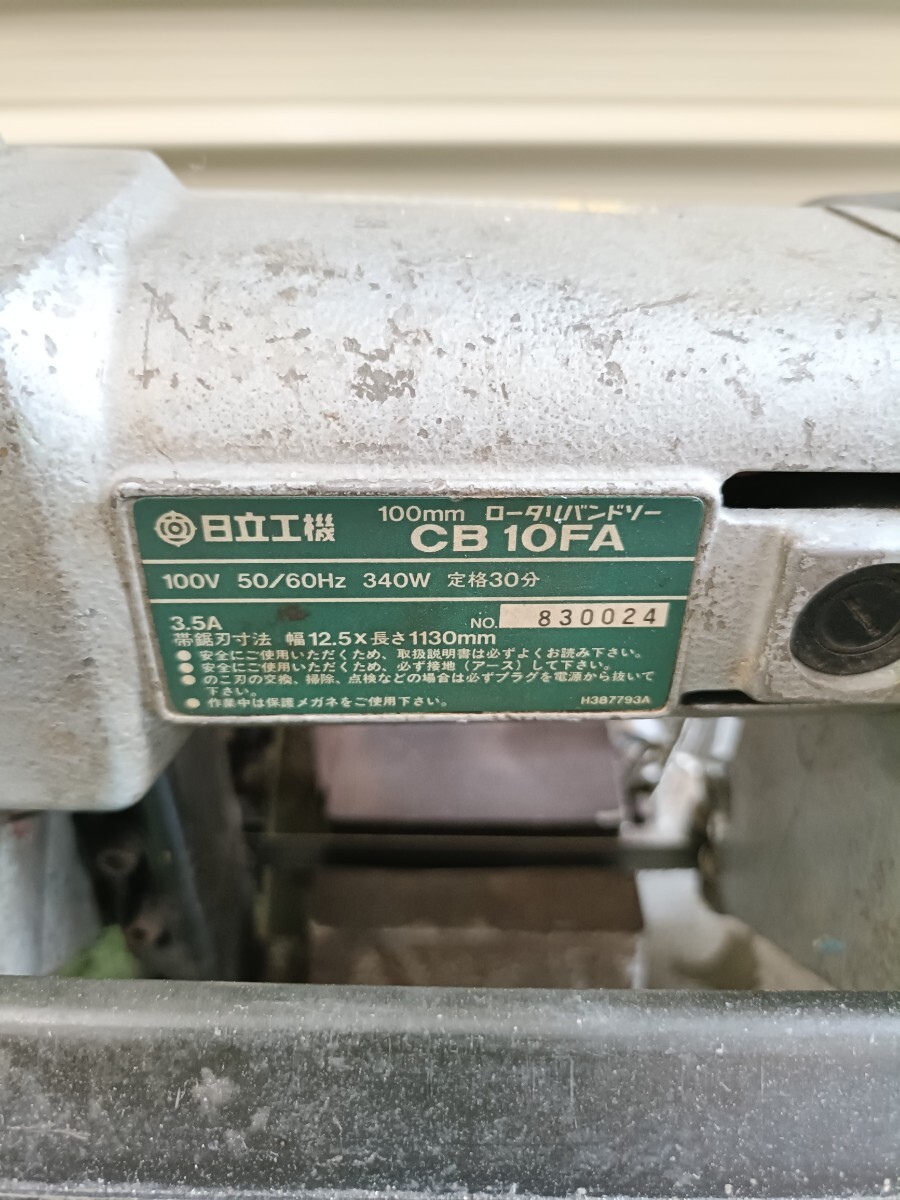 日立工機 100mm ロータリバンドソー
CB 10FA
100V 50/60Hz 340W 定格30分
3.5A NO. 830024
帯鋸刃寸法 幅12.5×長さ1130mm
● 安全にご使用いただくため、取扱説明書は必ずよくお読み下さい。
● 安全にご使用いただくため、必ず接地(アース)して下さい。
● のこ刃の交換、掃除、点検などの場合は必ずプラグを電源から抜いて
下さい。
● 作業中は保護メガネをご使用下さい。 H387793A